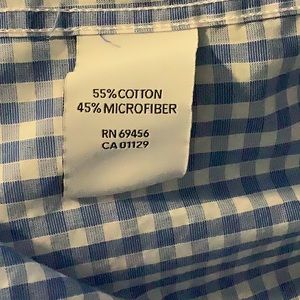 55% COTTON
45% MICROFIBER
RN 69456
CA 01129